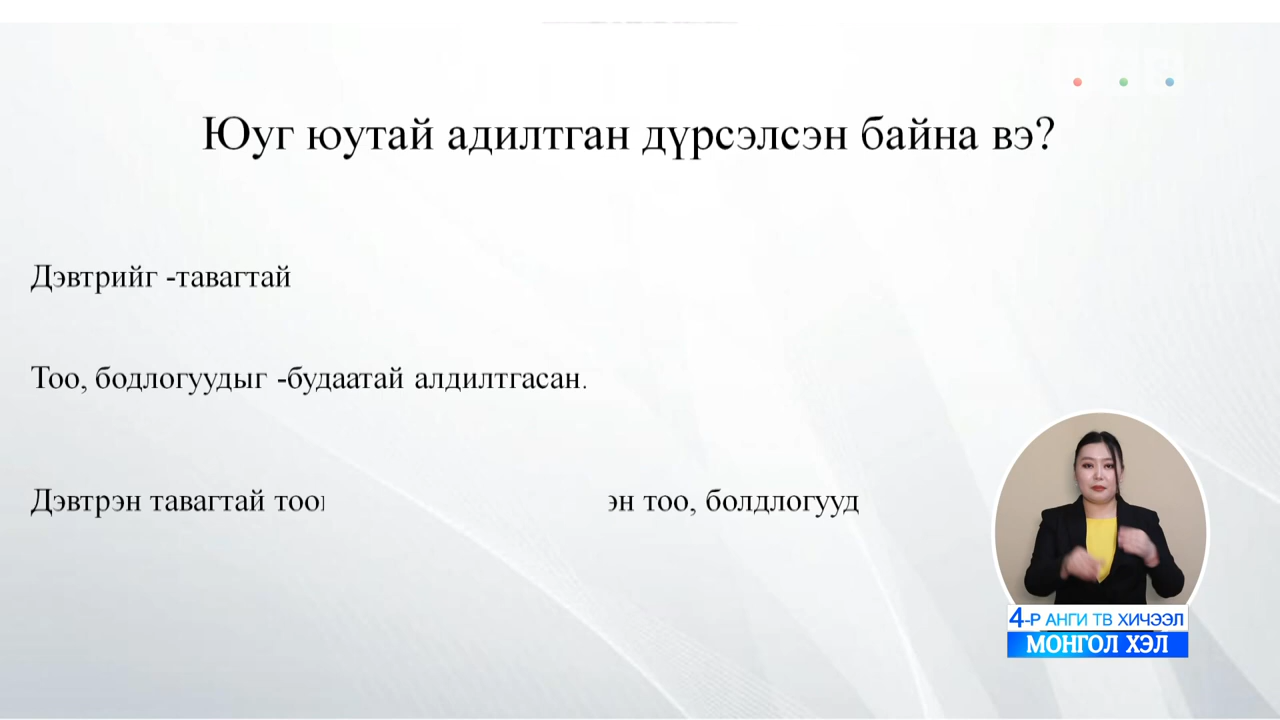 Юуг юутай адилтган дүрсэлсэн байна вэ?
Дэвтрийг -тавагтай
Тоо, бодлогуудыг -будаатай алдилтгасан.
Дэвтрэн тавагтай эн тоо, болдлогууд
4-Р АНГИ ТВ ХИЧЭЭЛ
МОНГОЛ ХЭЛ